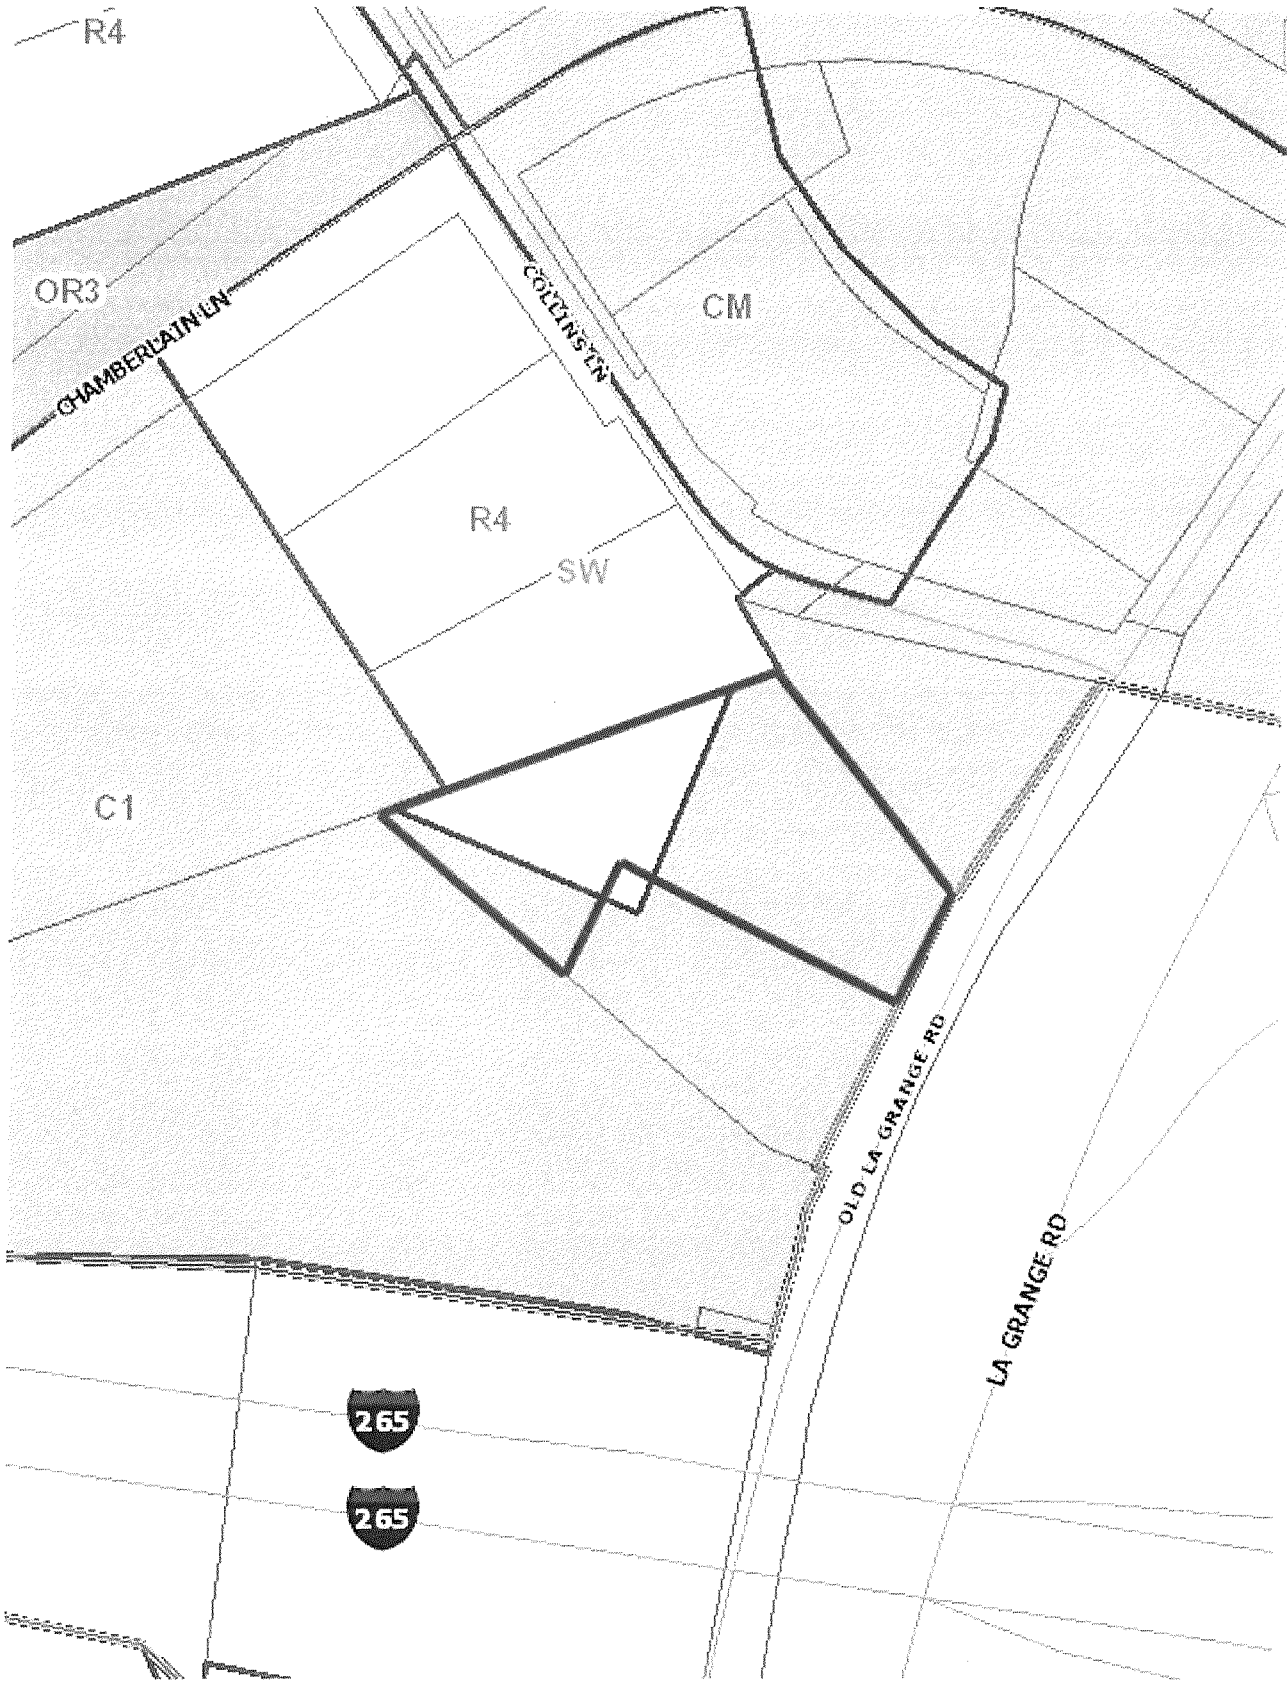 R4
OR3
CHAMBERLAIN LN
COLLINS LN
CM
R4
SW
C1
OLD LA GRANGE RD
LA GRANGE RD
265
265